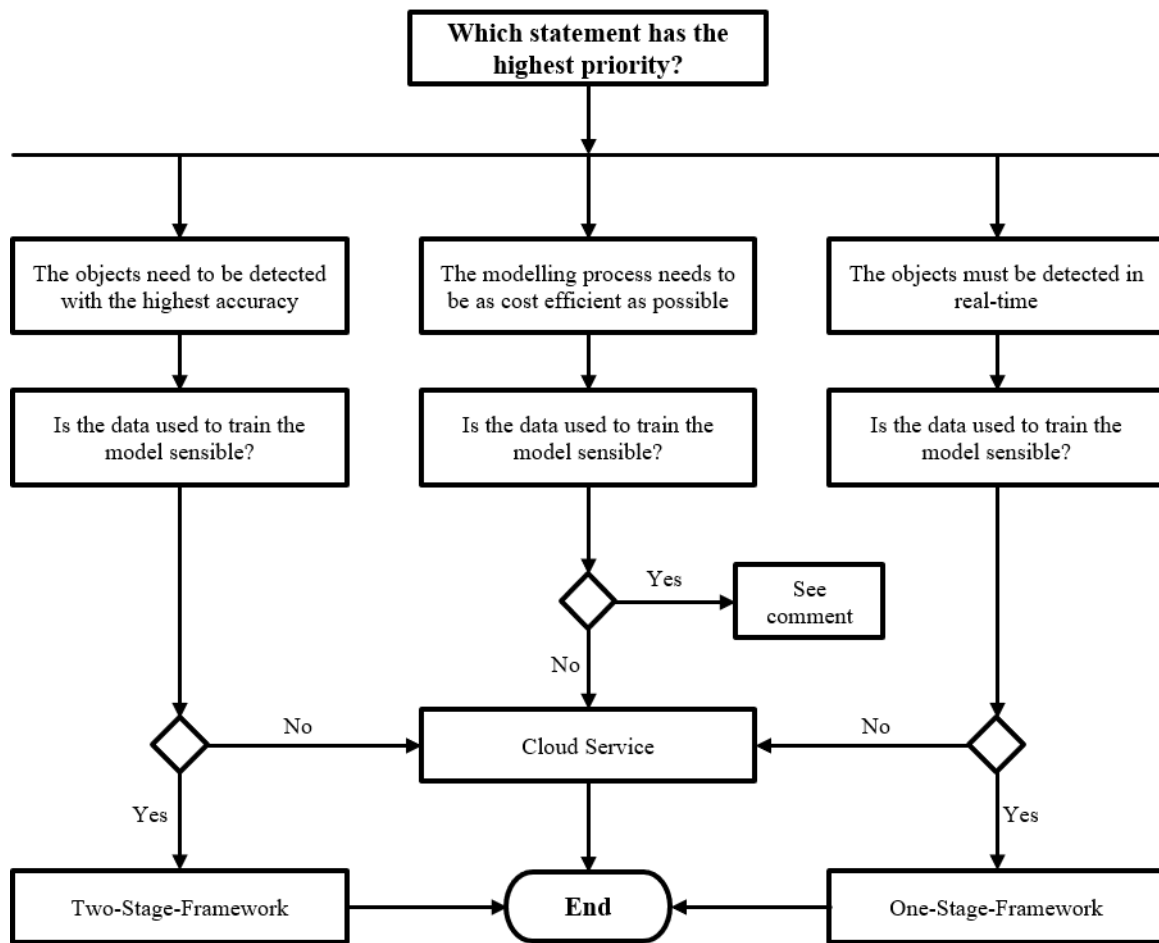 Which statement has the
highest priority?
The objects need to be detected
with the highest accuracy
The modelling process needs to
be as cost efficient as possible
The objects must be detected in
real-time
Is the data used to train the
model sensible?
Is the data used to train the
model sensible?
Is the data used to train the
model sensible?
Yes
See
comment
No
No
Cloud Service
No
Yes
Yes
Two-Stage-Framework
End
One-Stage-Framework